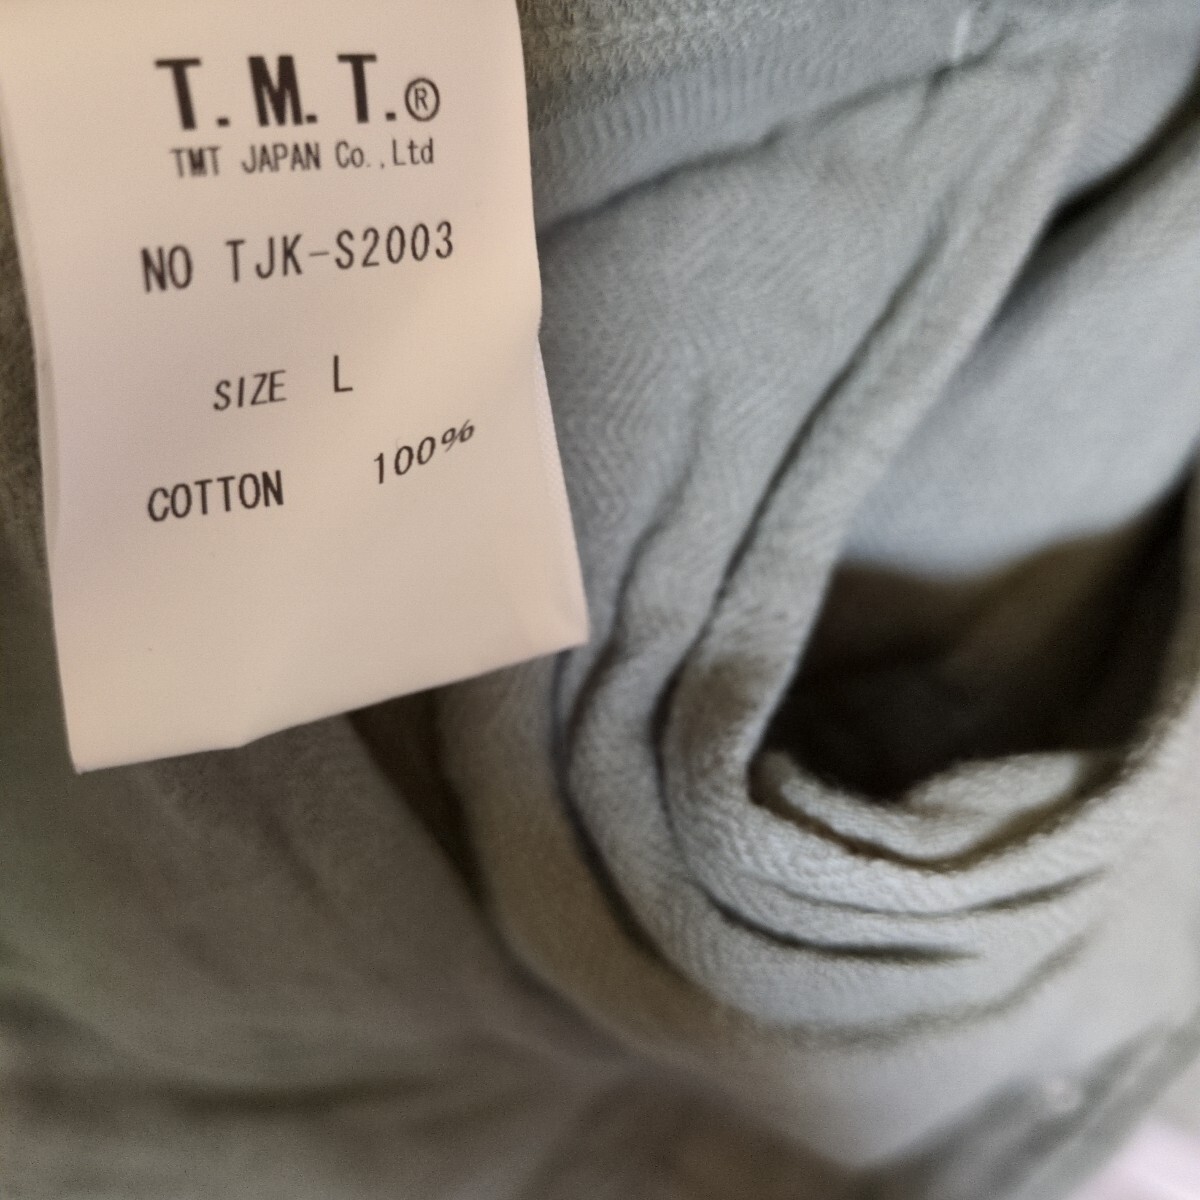 T.M.T.®
TMT JAPAN Co.,Ltd
NO TJK-S2003
SIZE L
COTTON 100%